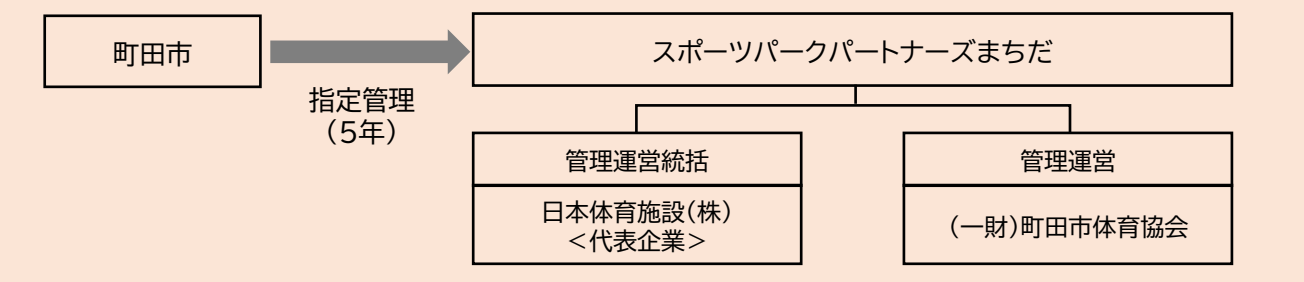 町田市
スポーツパークパートナーズまちだ
指定管理
（5年）
管理運営統括
管理運営
日本体育施設（株）
＜代表企業＞
（一財）町田市体育協会